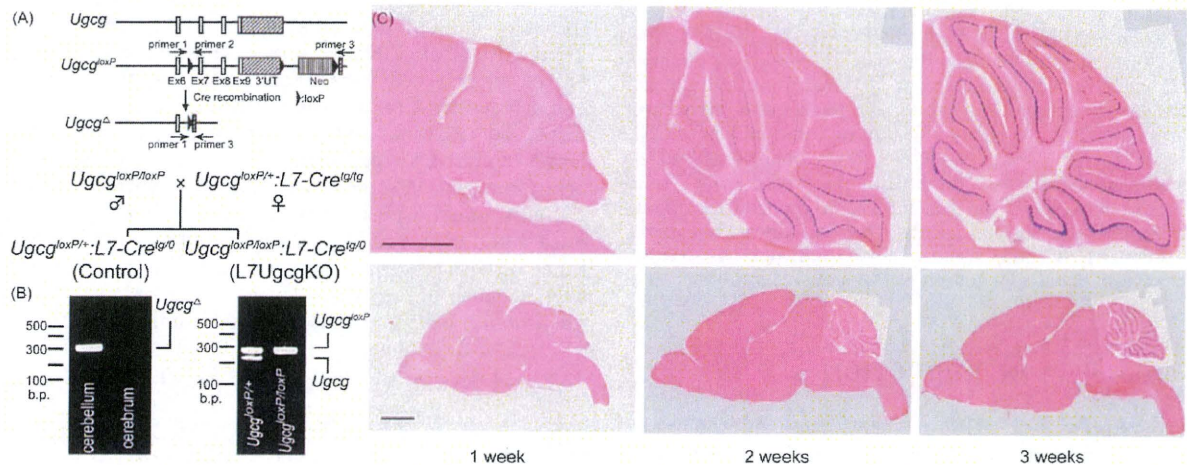 (A)
Ugcg
primer 1 primer 2 primer 3
Ugcg^loxP
Ex6 Ex7 Ex8 Ex9 3'UT Neo
Cre recombination :loxP
Ugcg^Δ
primer 1 primer 3
Ugcg^loxP/loxP × Ugcg^loxP/+:L7-Cre^tg/tg
♂ ♀
Ugcg^loxP/+:L7-Cre^tg/0 Ugcg^loxP/loxP:L7-Cre^tg/0
(Control) (L7UgcgKO)
(B)
Ugcg^Δ
500
300
100
b.p.
cerebellum
cerebrum
500
300
100
b.p.
Ugcg^loxP/+
Ugcg^loxP/loxP
Ugcg^loxP
Ugcg
(C)
1 week 2 weeks 3 weeks